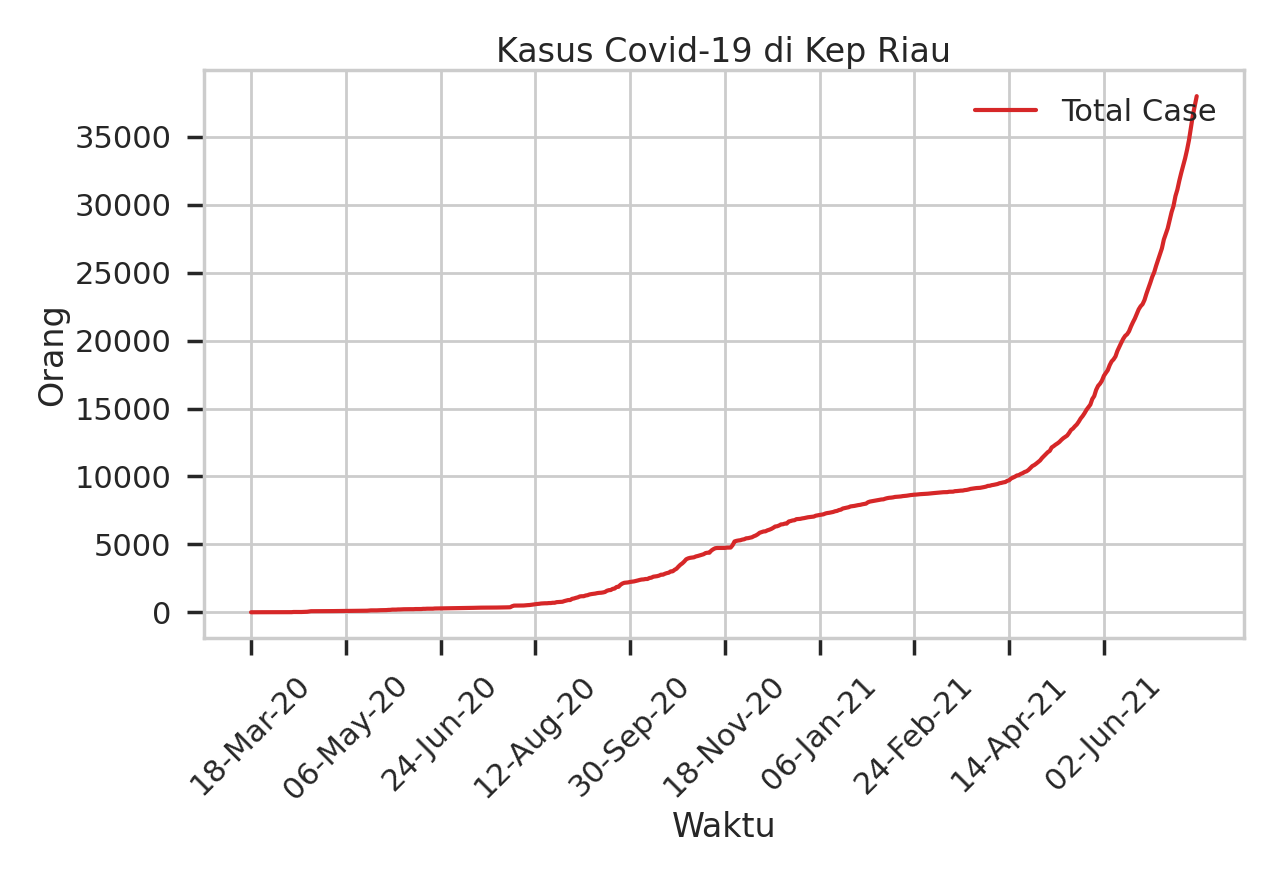 Kasus Covid-19 di Kep Riau
Total Case
Orang
35000
30000
25000
20000
15000
10000
5000
0
18-Mar-20
06-May-20
24-Jun-20
12-Aug-20
30-Sep-20
18-Nov-20
06-Jan-21
24-Feb-21
14-Apr-21
02-Jun-21
Waktu